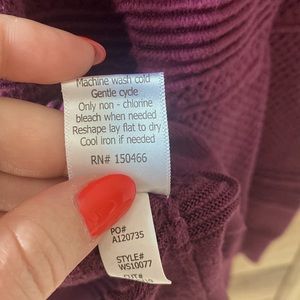 Machine wash cold
Gentle cycle
Only non - chlorine
bleach when needed
Reshape lay flat to dry
Cool iron if needed
RN# 150466
PO#
A120735
STYLE#
WS10077
CUT#